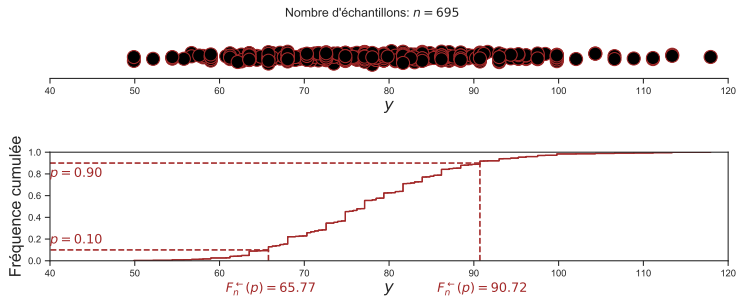 Nombre d'échantillons: n = 695
40 50 60 70 80 90 100 110 120
y
Fréquence cumulée
1.0
0.8
0.6
0.4
0.2
0.0
p = 0.90
p = 0.10
40 50 60 70 80 90 100 110 120
F_n^←(p) = 65.77 y F_n^←(p) = 90.72